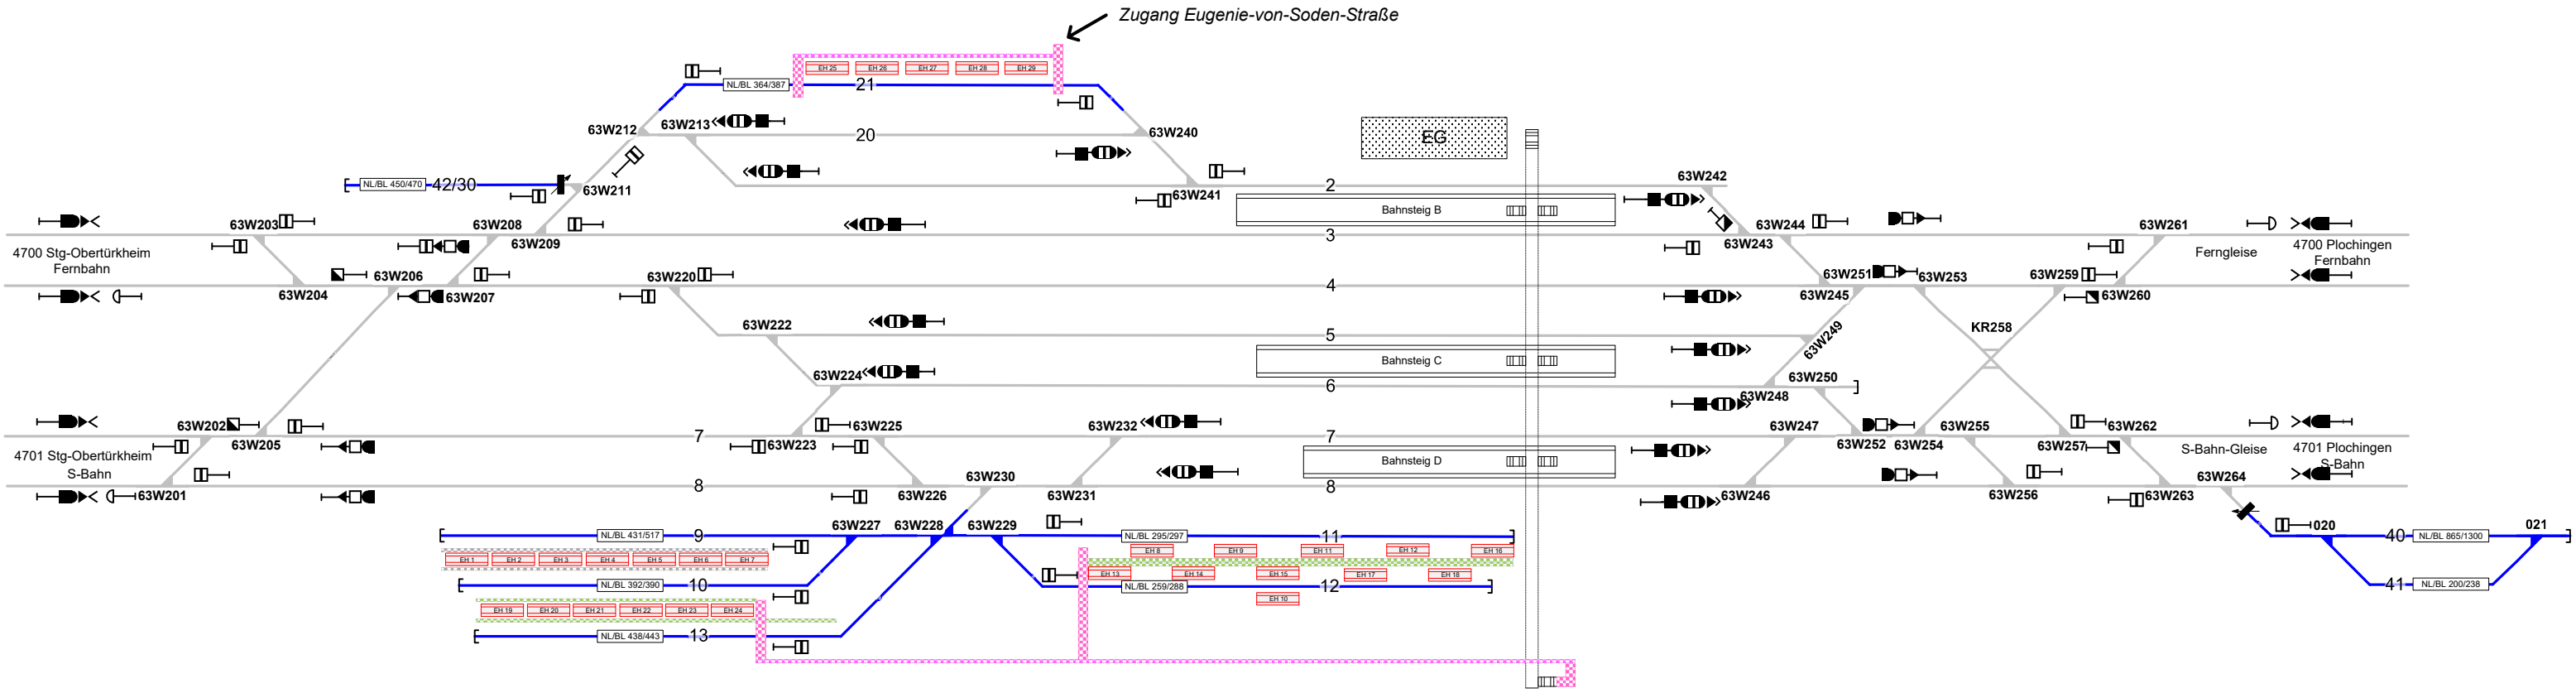 Zugang Eugenie-von-Soden-Straße
EH 25 EH 26 EH 27 EH 28 EH 29
NL/BL 364/387 21
63W212 63W213 20 63W240 EG
NL/BL 450/470 42/30 63W211 63W241 2 63W242
Bahnsteig B
63W203 63W208 63W244 63W261
63W209 3 63W243
4700 Stg-Obertürkheim
Fernbahn
Ferngleise
4700 Plochingen
Fernbahn
63W206 63W220 63W251 63W253 63W259
63W204 63W207 4 63W245 63W260
63W222 5 63W249 KR258
Bahnsteig C
63W224 6 63W250
63W248
63W202 63W225 63W232 63W247 63W255 63W262
63W205 7 63W223 7 63W252 63W254 63W257
4701 Stg-Obertürkheim
S-Bahn
Bahnsteig D
S-Bahn-Gleise
4701 Plochingen
S-Bahn
63W230 63W264
63W201 8 63W226 63W231 8 63W246 63W256 63W263
63W227 63W228 63W229 020 021
NL/BL 431/517 9 NL/BL 295/297 11 40 NL/BL 865/1300
EH 8 EH 9 EH 11 EH 12 EH 16
EH 1 EH 2 EH 3 EH 4 EH 5 EH 6 EH 7
EH 13 EH 14 EH 15 EH 17 EH 18
NL/BL 392/390 10 NL/BL 259/288 12 41 NL/BL 200/238
EH 10
EH 19 EH 20 EH 21 EH 22 EH 23 EH 24
NL/BL 438/443 13